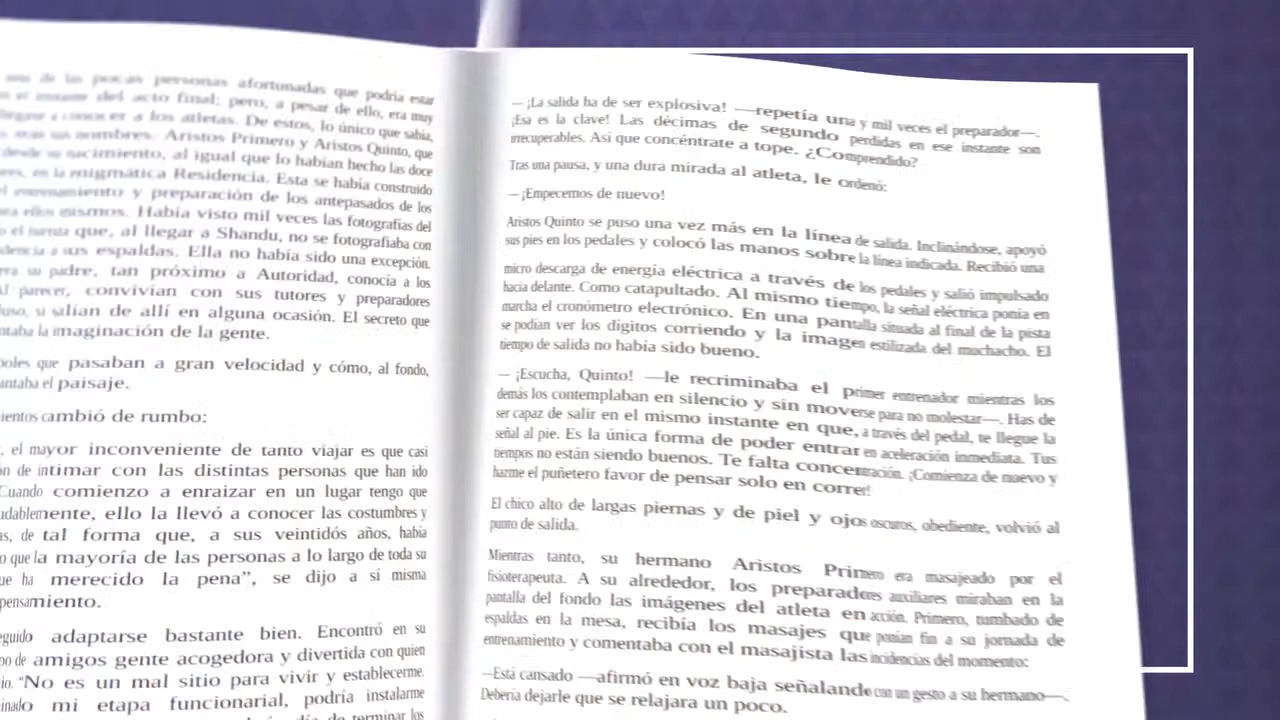 de las pocas personas afortunadas que podría estar
en el instante del acto final; pero, a pesar de ello, era muy
conocer a los atletas. De estos, lo único que sabía,
sus nombres. Aristos Primero y Aristos Quinto, que
desde su nacimiento, al igual que lo habían hecho las doce
en la enigmática Residencia. Esta se había construido
el entrenamiento y preparación de los antepasados de los
ellos mismos. Había visto mil veces las fotografías del
que, al llegar a Shandu, no se fotografiaba con
a sus espaldas. Ella no había sido una excepción.
su padre, tan próximo a Autoridad, conocía a los
Al parecer, convivían con sus tutores y preparadores
salían de allí en alguna ocasión. El secreto que
la imaginación de la gente.
que pasaban a gran velocidad y cómo, al fondo,
el paisaje.
cambió de rumbo:
, el mayor inconveniente de tanto viajar es que casi
de intimar con las distintas personas que han ido
Cuando comienzo a enraizar en un lugar tengo que
ello la llevó a conocer las costumbres y
de tal forma que, a sus veintidós años, había
que la mayoría de las personas a lo largo de toda su
ha merecido la pena”, se dijo a sí misma
pensamiento.
adaptarse bastante bien. Encontró en su
de amigos gente acogedora y divertida con quien
“No es un mal sitio para vivir y establecerme.
mi etapa funcionarial, podría instalarme
de terminar los
— ¡La salida ha de ser explosiva! —repetía una y mil veces el preparador—.
¡Esa es la clave! Las décimas de segundo perdidas en ese instante son
irrecuperables. Así que concéntrate a tope. ¿Comprendido?
Tras una pausa, y una dura mirada al atleta, le ordenó:
— ¡Empecemos de nuevo!
Aristos Quinto se puso una vez más en la línea de salida. Inclinándose, apoyó
sus pies en los pedales y colocó las manos sobre la línea indicada. Recibió una
micro descarga de energía eléctrica a través de los pedales y salió impulsado
hacia delante. Como catapultado. Al mismo tiempo, la señal eléctrica ponía en
marcha el cronómetro electrónico. En una pantalla situada al final de la pista
se podían ver los dígitos corriendo y la imagen estilizada del muchacho. El
tiempo de salida no había sido bueno.
— ¡Escucha, Quinto! —le recriminaba el primer entrenador mientras los
demás los contemplaban en silencio y sin moverse para no molestar—. Has de
ser capaz de salir en el mismo instante en que, a través del pedal, te llegue la
señal al pie. Es la única forma de poder entrar en aceleración inmediata. Tus
tiempos no están siendo buenos. Te falta concentración. ¡Comienza de nuevo y
harme el puñetero favor de pensar solo en correr!
El chico alto de largas piernas y de piel y ojos oscuros, obediente, volvió al
punto de salida.
Mientras tanto, su hermano Aristos Primero era masajeado por el
fisioterapeuta. A su alrededor, los preparadores auxiliares miraban en la
pantalla del fondo las imágenes del atleta en acción. Primero, tumbado de
espaldas en la mesa, recibía los masajes que ponían fin a su jornada de
entrenamiento y comentaba con el masajista las incidencias del momento:
—Está cansado —afirmó en voz baja señalando con un gesto a su hermano—.
Debería dejarle que se relajara un poco.